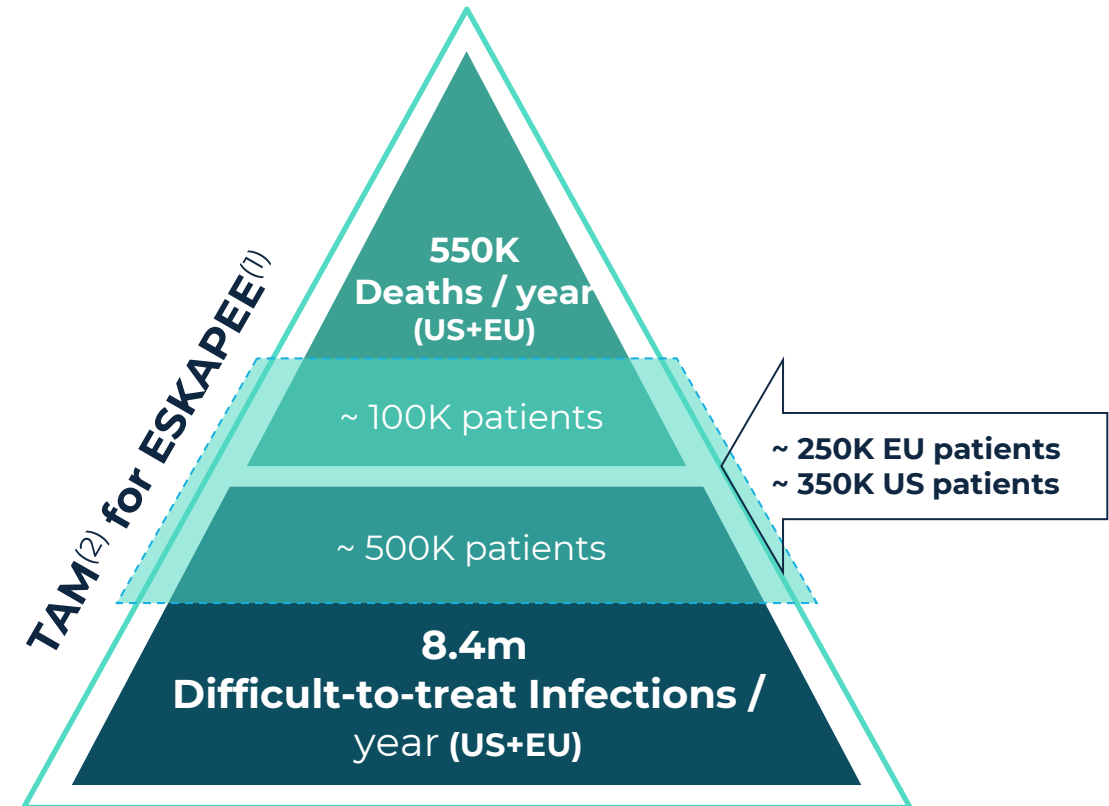 TAM(2) for ESKAPEE(1)
550K
Deaths / year
(US+EU)
~ 100K patients
~ 250K EU patients
~ 350K US patients
~ 500K patients
8.4m
Difficult-to-treat Infections /
year (US+EU)